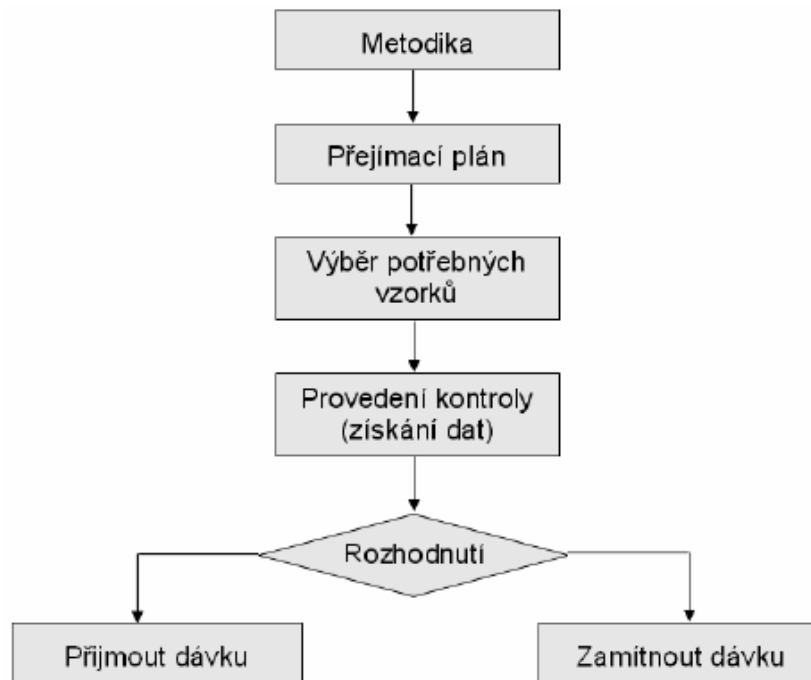 Metodika
Přejímací plán
Výběr potřebných
vzorků
Provedení kontroly
(získání dat)
Rozhodnutí
Přijmout dávku
Zamítnout dávku